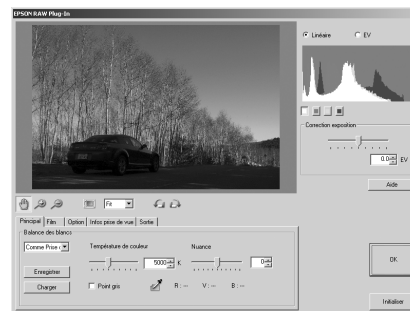 EPSON RAW Plug-In
Linéaire EV
Correction exposition
0.0 EV
Aide
Fit
Principal Film Option Infos prise de vue Sortie
Balance des blancs
Comme Prise Température de couleur Nuance
5000 K 0
Enregistrer
Charger Point gris R : --- V : --- B : ---
OK
Initialiser